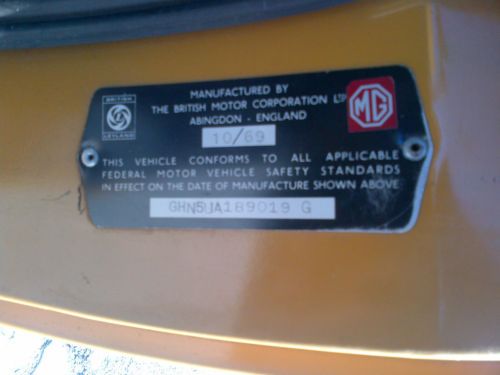 BRITISH
LEYLAND
MANUFACTURED BY
THE BRITISH MOTOR CORPORATION LTD
ABINGDON - ENGLAND
MG
10/69
THIS VEHICLE CONFORMS TO ALL APPLICABLE
FEDERAL MOTOR VEHICLE SAFETY STANDARDS
IN EFFECT ON THE DATE OF MANUFACTURE SHOWN ABOVE
GHN5UA189019 G